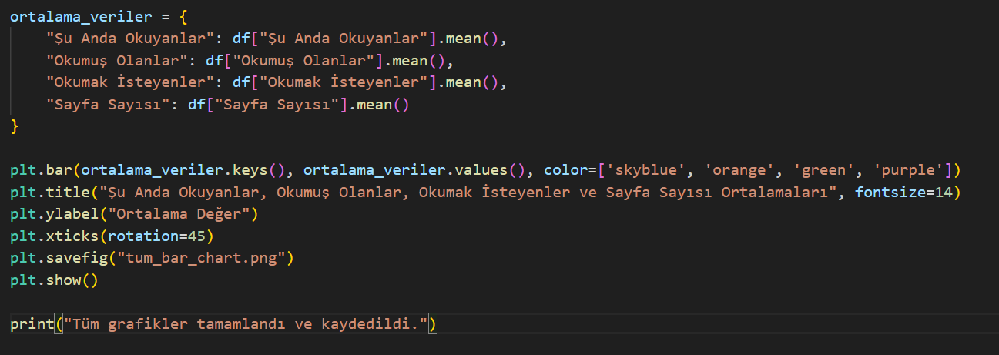 ortalama_veriler = {
    "Şu Anda Okuyanlar": df["Şu Anda Okuyanlar"].mean(),
    "Okumuş Olanlar": df["Okumuş Olanlar"].mean(),
    "Okumak İsteyenler": df["Okumak İsteyenler"].mean(),
    "Sayfa Sayısı": df["Sayfa Sayısı"].mean()
}
plt.bar(ortalama_veriler.keys(), ortalama_veriler.values(), color=['skyblue', 'orange', 'green', 'purple'])
plt.title("Şu Anda Okuyanlar, Okumuş Olanlar, Okumak İsteyenler ve Sayfa Sayısı Ortalamaları", fontsize=14)
plt.ylabel("Ortalama Değer")
plt.xticks(rotation=45)
plt.savefig("tum_bar_chart.png")
plt.show()
print("Tüm grafikler tamamlandı ve kaydedildi.")